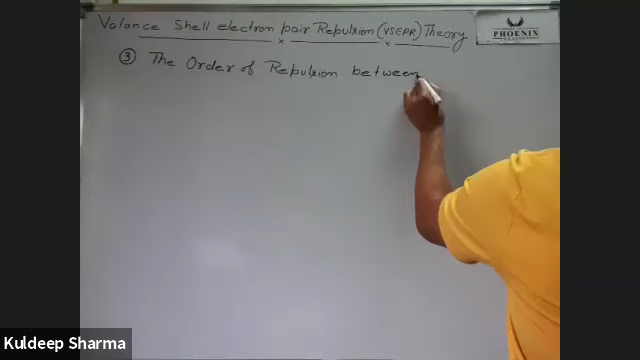 Valance Shell electron pair Repulsion (VSEPR) Theory
PHOENIX
③ The Order of Repulsion between
Kuldeep Sharma